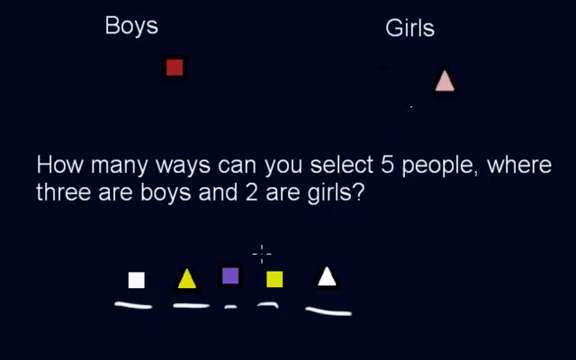 Boys
Girls
How many ways can you select 5 people, where
three are boys and 2 are girls?